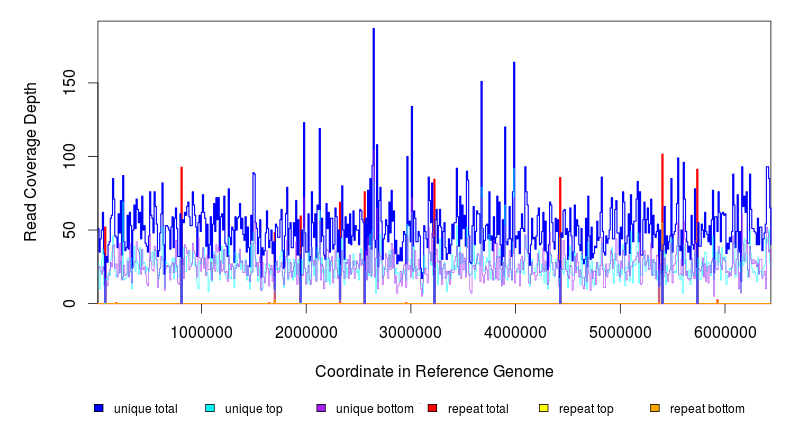 Read Coverage Depth
150
100
50
0
1000000 2000000 3000000 4000000 5000000 6000000
Coordinate in Reference Genome
unique total unique top unique bottom repeat total repeat top repeat bottom